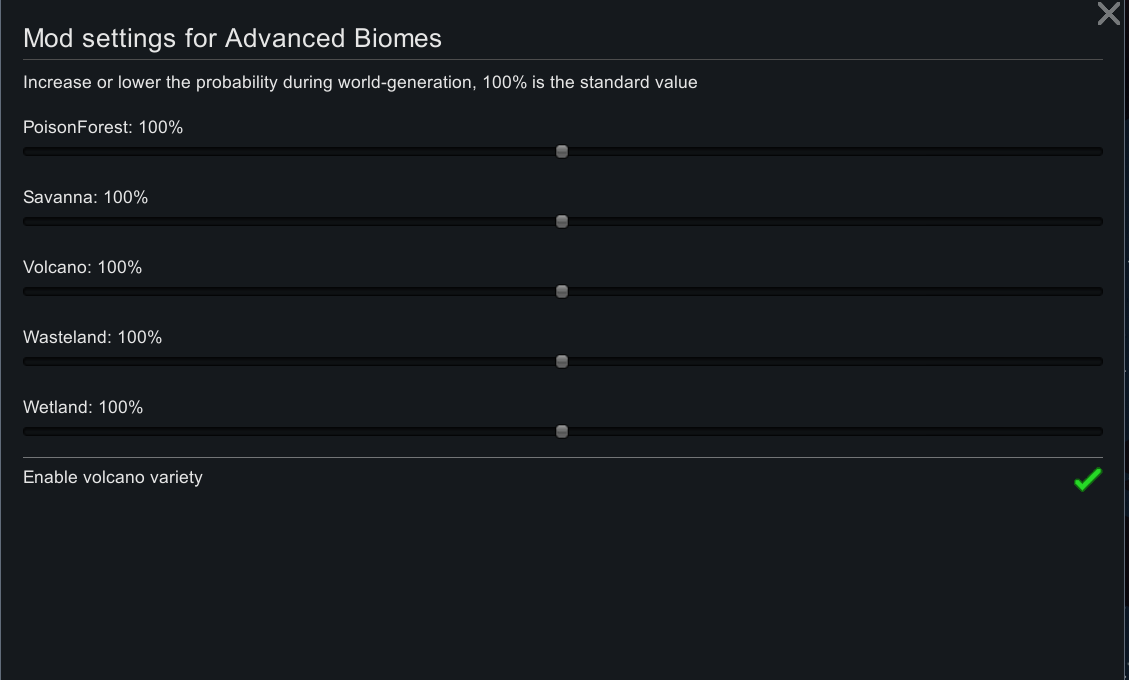 Mod settings for Advanced Biomes
Increase or lower the probability during world-generation, 100% is the standard value
PoisonForest: 100%
Savanna: 100%
Volcano: 100%
Wasteland: 100%
Wetland: 100%
Enable volcano variety